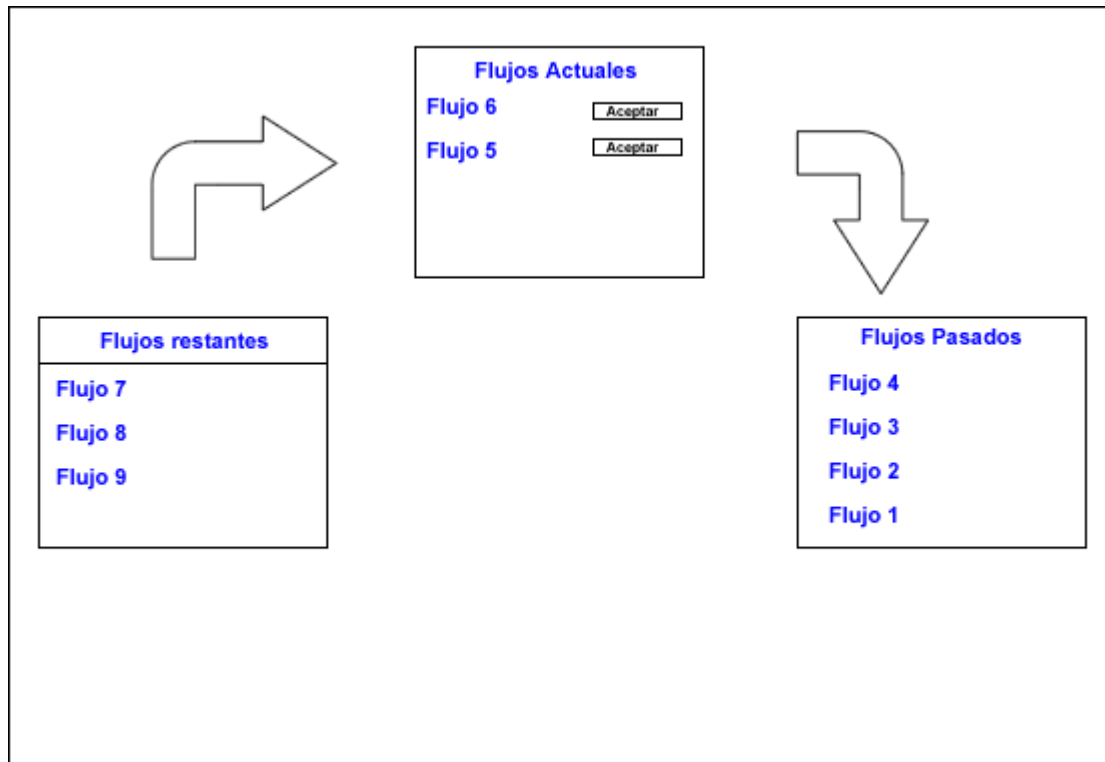 Flujos Actuales
Flujo 6
Aceptar
Flujo 5
Aceptar
Flujos restantes
Flujo 7
Flujo 8
Flujo 9
Flujos Pasados
Flujo 4
Flujo 3
Flujo 2
Flujo 1